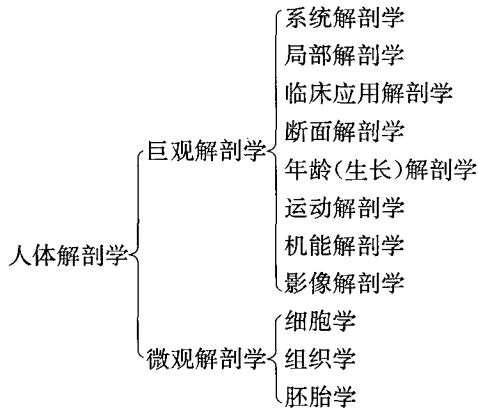 人体解剖学
巨观解剖学
系统解剖学
局部解剖学
临床应用解剖学
断面解剖学
年龄(生长)解剖学
运动解剖学
机能解剖学
影像解剖学
微观解剖学
细胞学
组织学
胚胎学